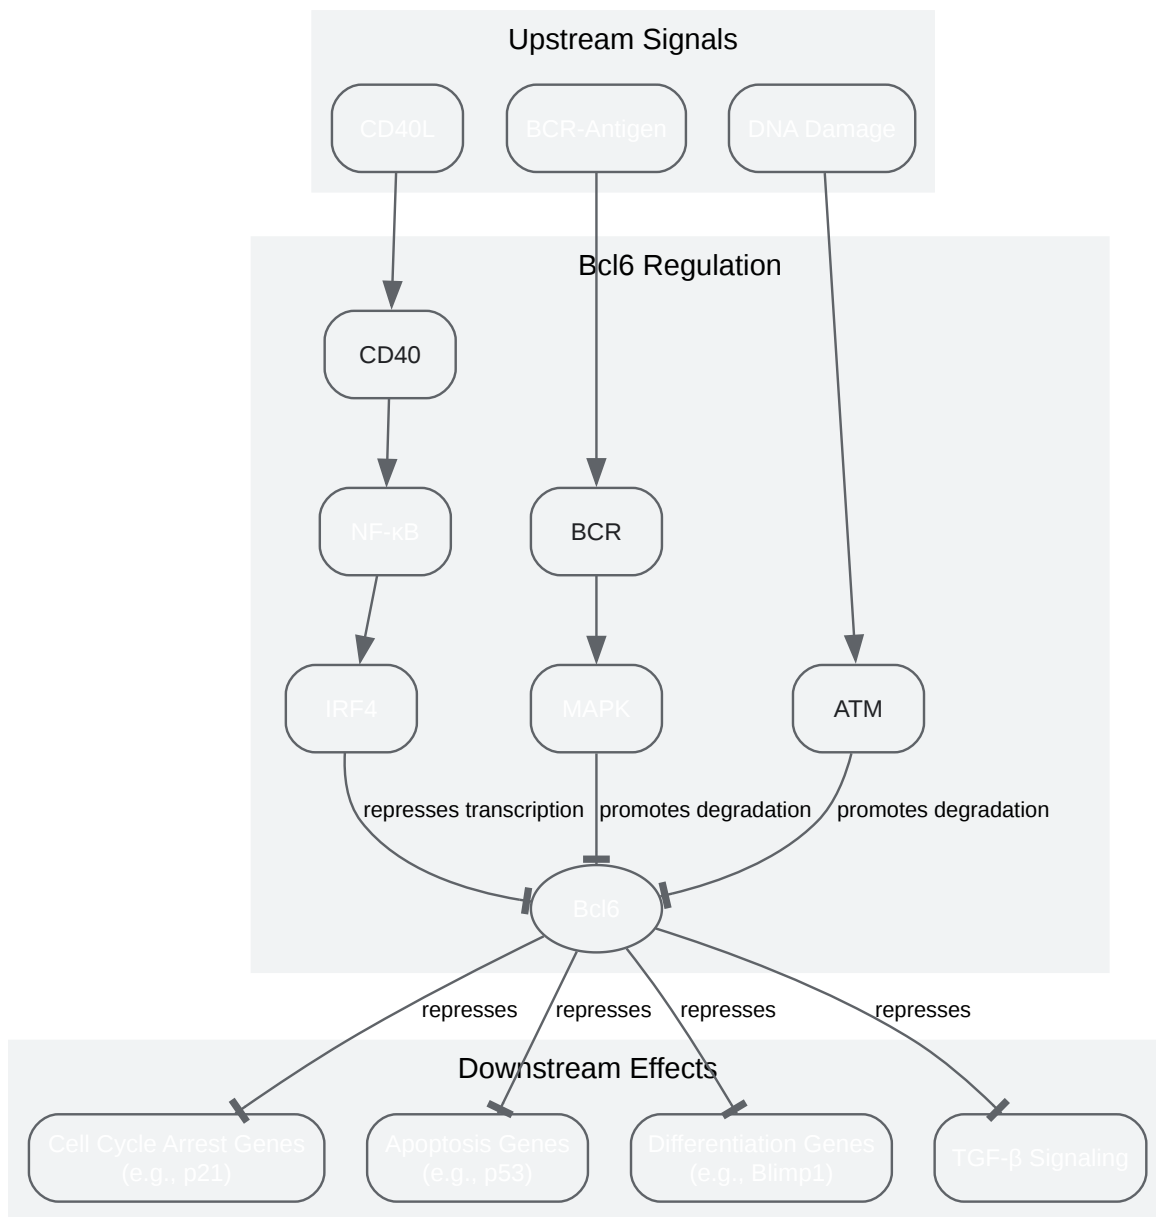 Upstream Signals
CD40L
BCR-Antigen
DNA Damage
Bcl6 Regulation
CD40
NF-κB
BCR
IRF4
MAPK
ATM
represses transcription
promotes degradation
promotes degradation
Bcl6
represses
represses
represses
represses
Downstream Effects
Cell Cycle Arrest Genes
(e.g., p21)
Apoptosis Genes
(e.g., p53)
Differentiation Genes
(e.g., Blimp1)
TGF-β Signaling